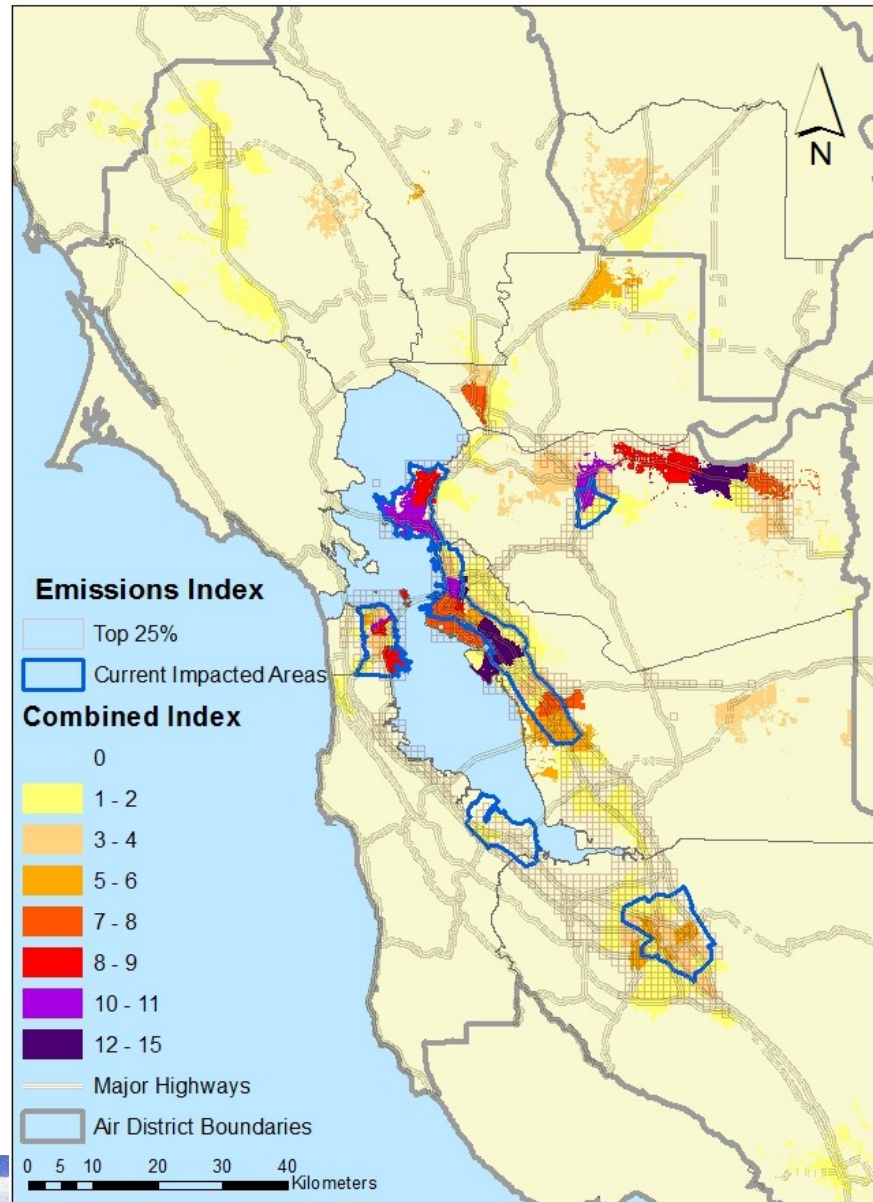 N
Emissions Index
Top 25%
Current Impacted Areas
Combined Index
0
1 - 2
3 - 4
5 - 6
7 - 8
8 - 9
10 - 11
12 - 15
Major Highways
Air District Boundaries
0 5 10 20 30 40
Kilometers